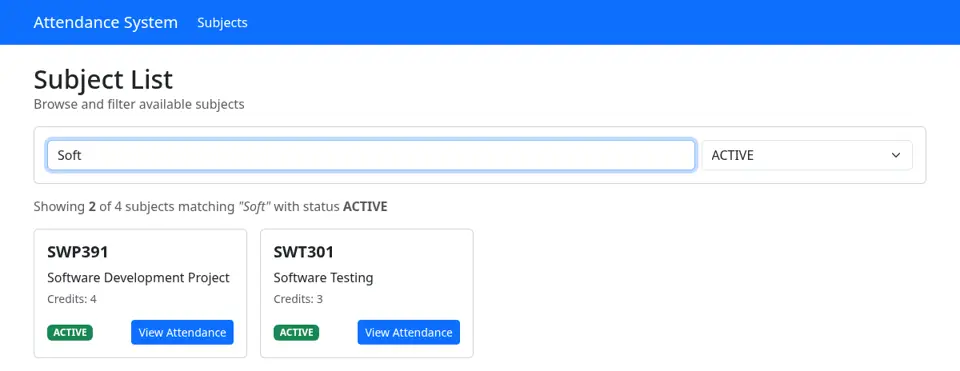 Attendance System Subjects
Subject List
Browse and filter available subjects
Soft ACTIVE
Showing 2 of 4 subjects matching "Soft" with status ACTIVE
SWP391
Software Development Project
Credits: 4
ACTIVE View Attendance
SWT301
Software Testing
Credits: 3
ACTIVE View Attendance